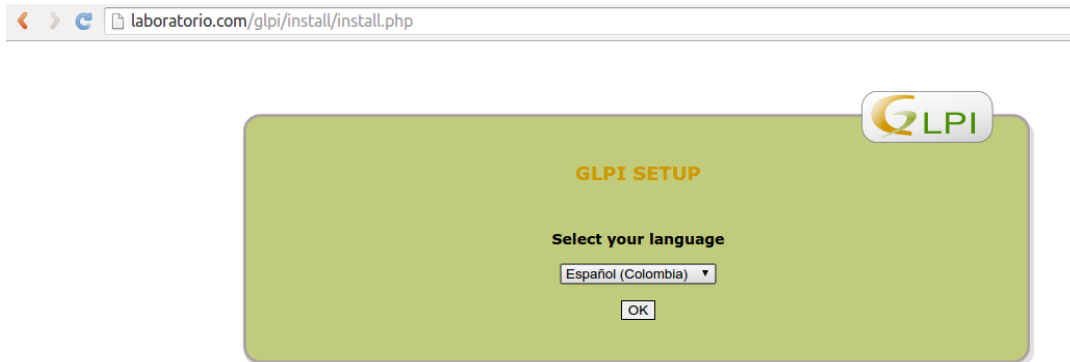 laboratorio.com/glpi/install/install.php
GLPI
GLPI SETUP
Select your language
Español (Colombia)
OK